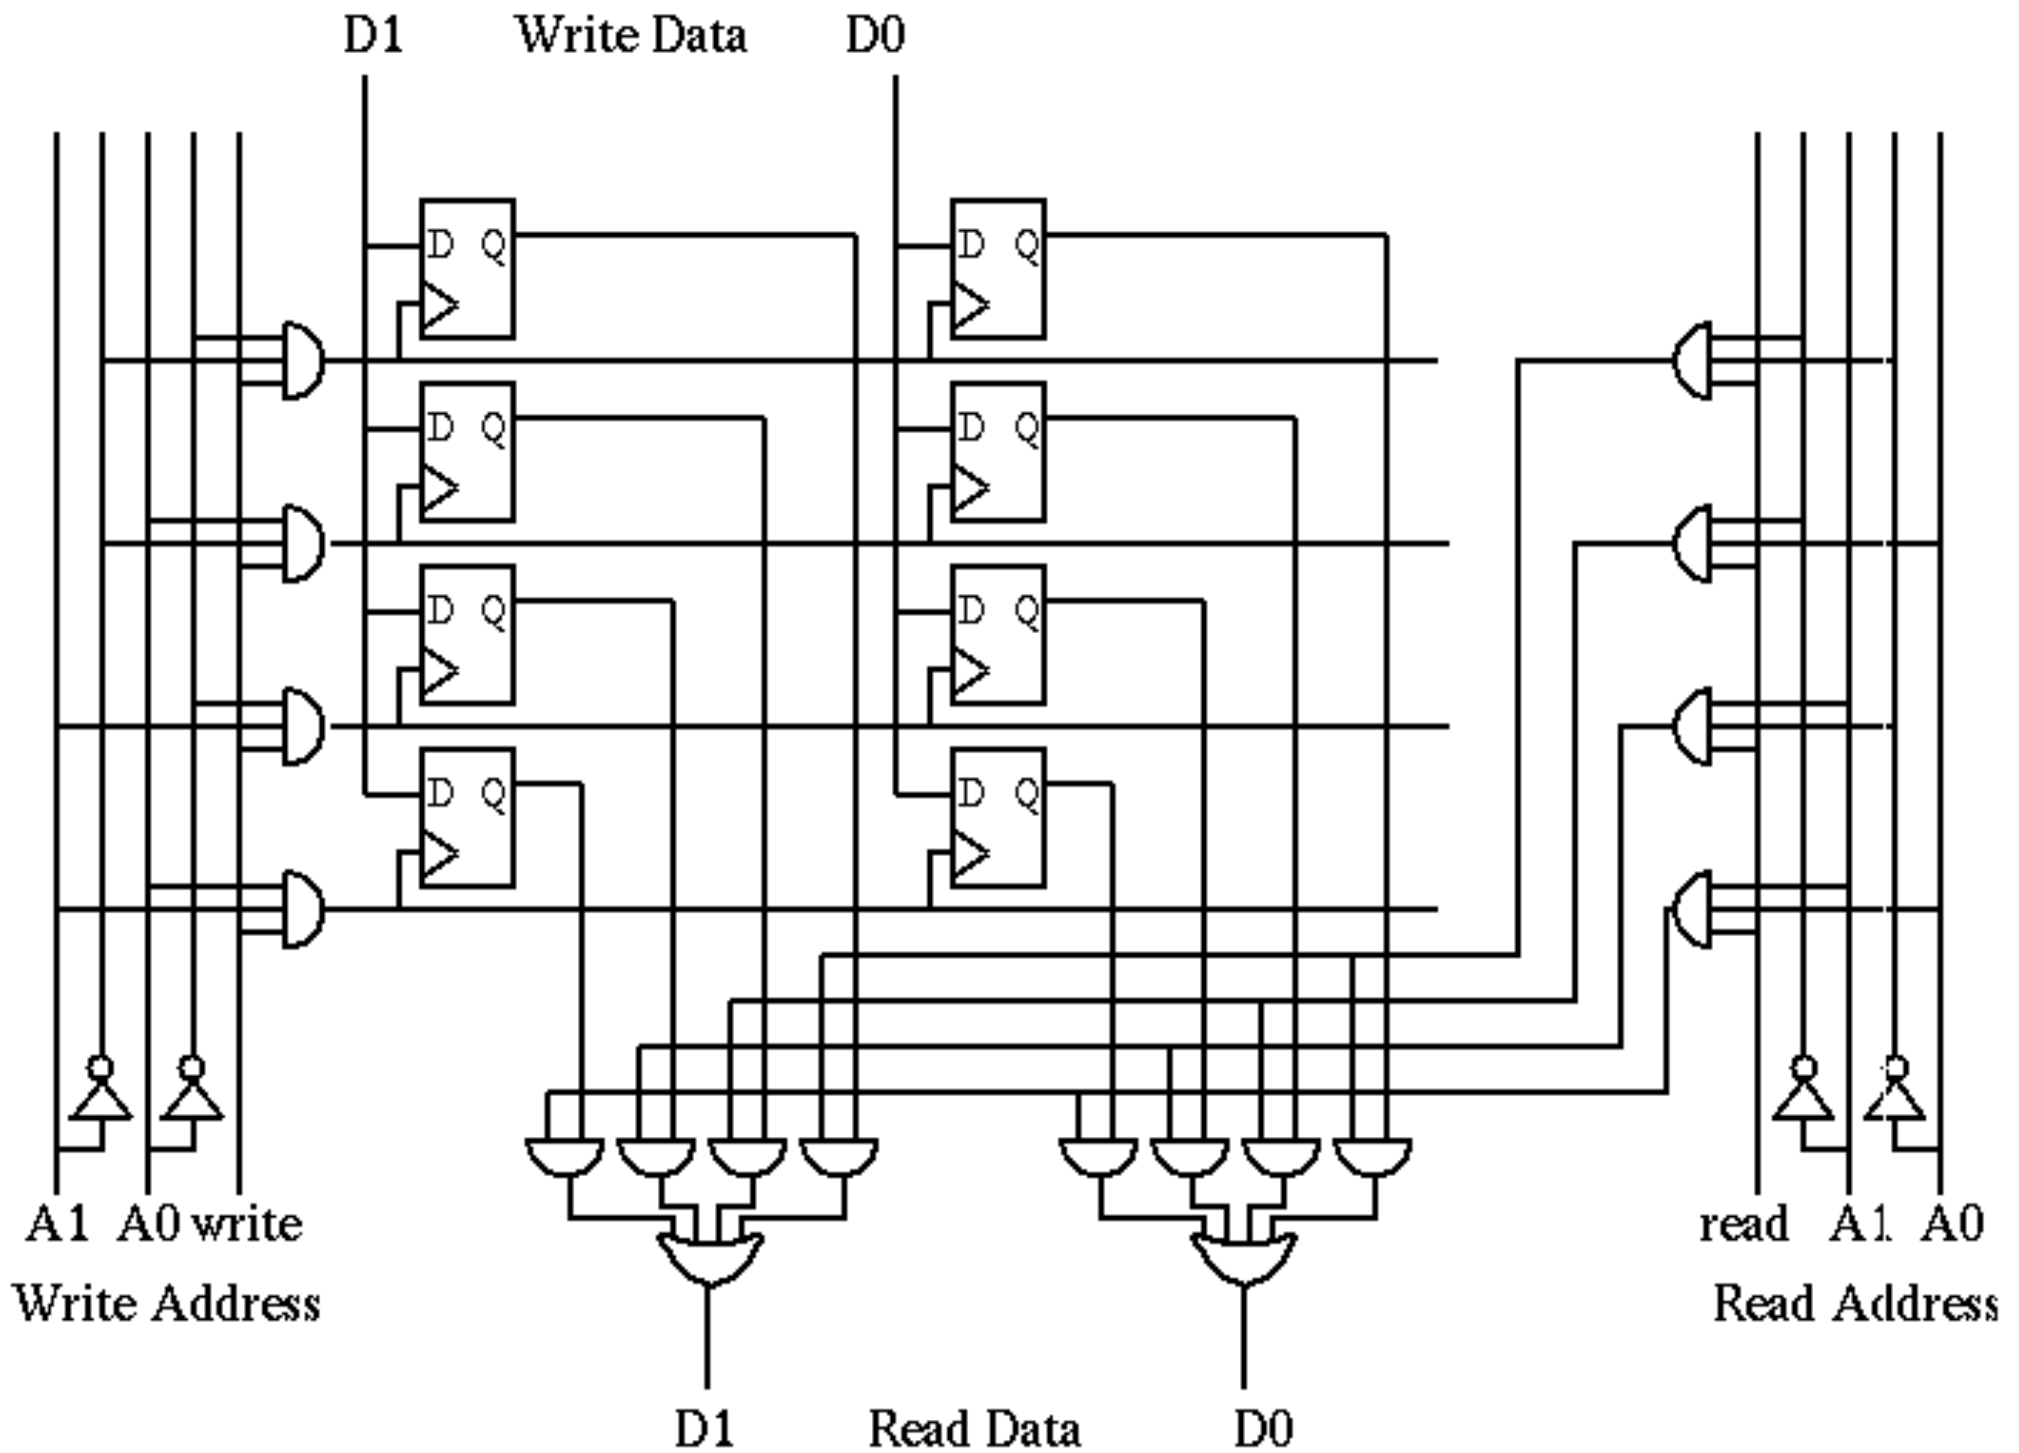 D1 Write Data D0
D Q D Q
D Q D Q
D Q D Q
D Q D Q
A1 A0 write read A1 A0
Write Address Read Address
D1 Read Data D0